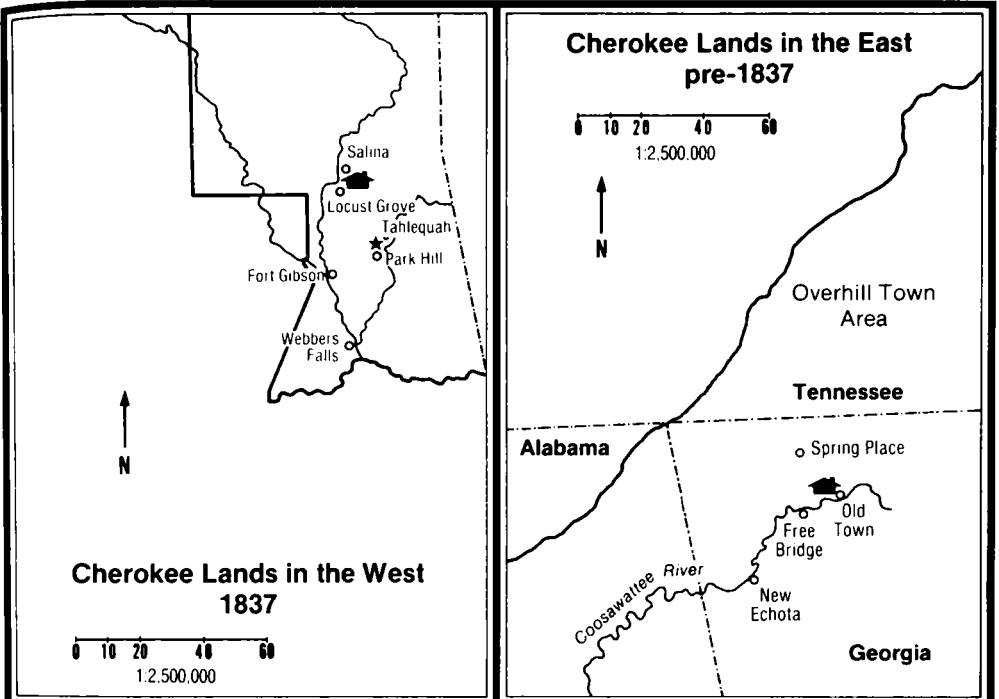 Salina
Locust Grove
Tahlequah
Park Hill
Fort Gibson
Webbers
Falls
N
Cherokee Lands in the West
1837
0 10 20 40 60
1:2,500,000
Cherokee Lands in the East
pre-1837
0 10 20 40 60
1:2,500.000
N
Overhill Town
Area
Tennessee
Alabama
Spring Place
Old
Town
Free
Bridge
Coosawattee River
New
Echota
Georgia